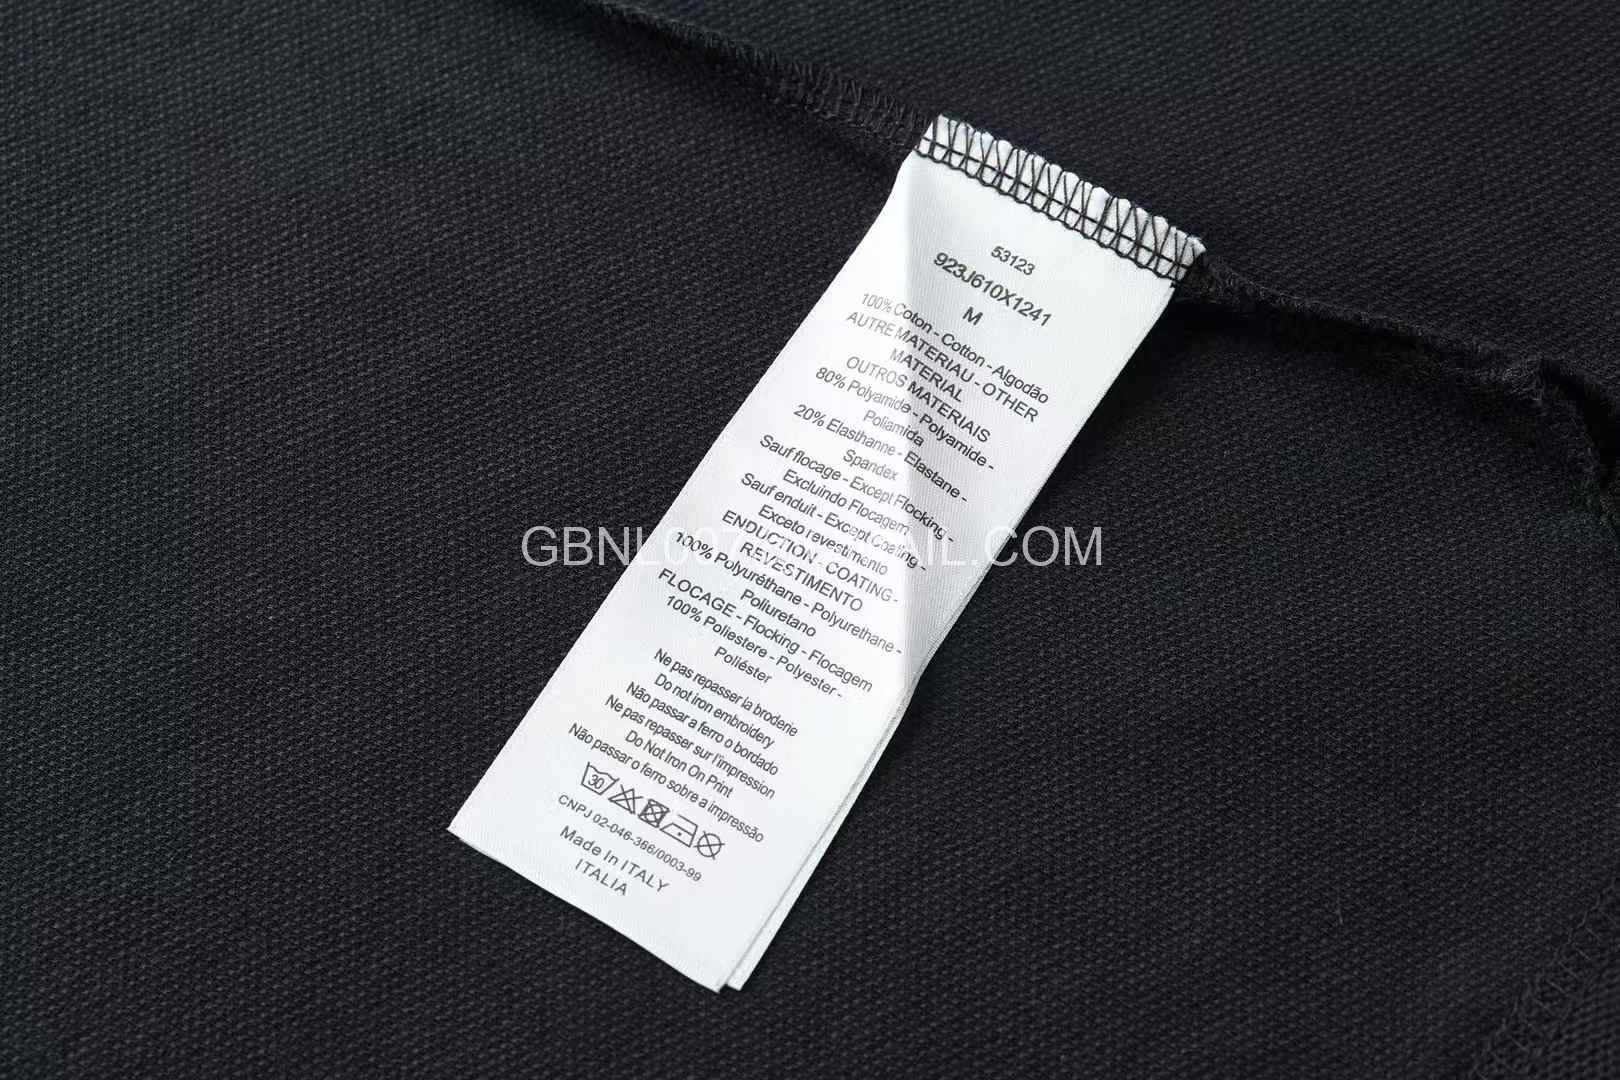 53123
923J610X1241
M
100% Coton - Cotton - Algodão
AUTRE MATERIAU - OTHER
MATERIAL
OUTROS MATERIAIS
80% Polyamide - Polyamide -
Poliamida
20% Elasthanne - Elastane -
Spandex
Sauf flocage - Except Flocking -
Excluindo Flocagem
Sauf enduit - Except Coating -
Exceto revestimento
ENDUCTION - COATING -
REVESTIMENTO
100% Polyuréthane - Polyurethane -
Poliuretano
FLOCAGE - Flocking - Flocagem
100% Poliestere - Polyester -
Poliéster
Ne pas repasser la broderie
Do not iron embroidery
Não passar a ferro o bordado
Ne pas repasser sur l'impression
Do Not Iron On Print
Não passar o ferro sobre a impressão
30
CNPJ 02-046-386/0003-99
Made In ITALY
ITALIA